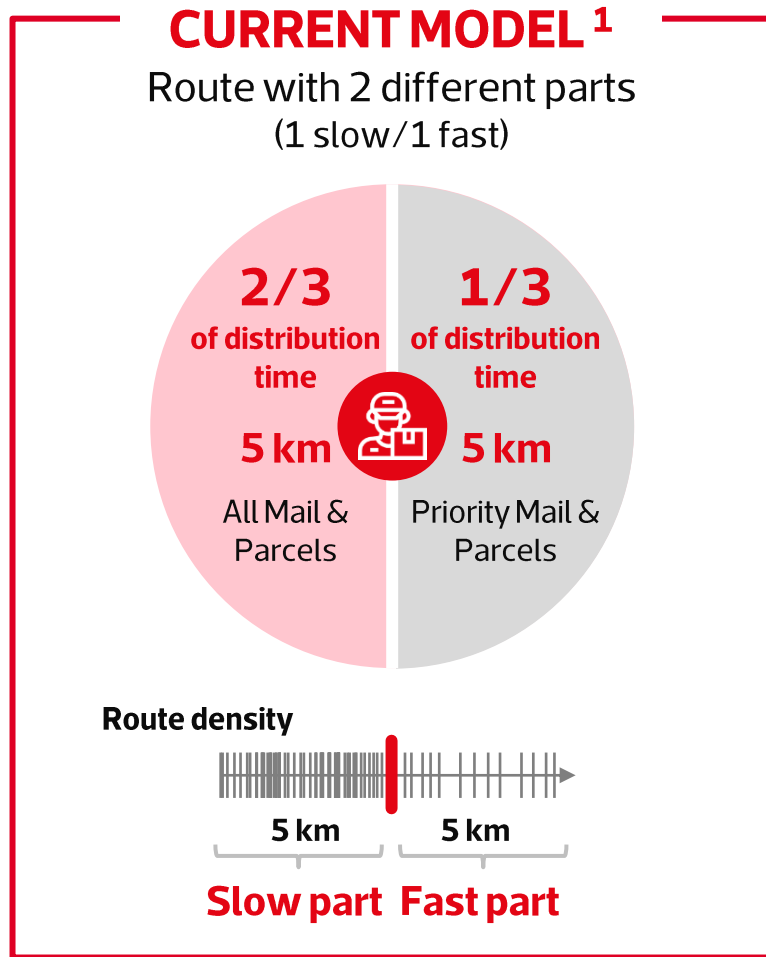 CURRENT MODEL 1
Route with 2 different parts
(1 slow/1 fast)
2/3
of distribution
time
5 km
All Mail &
Parcels
1/3
of distribution
time
5 km
Priority Mail &
Parcels
Route density
5 km
5 km
Slow part
Fast part